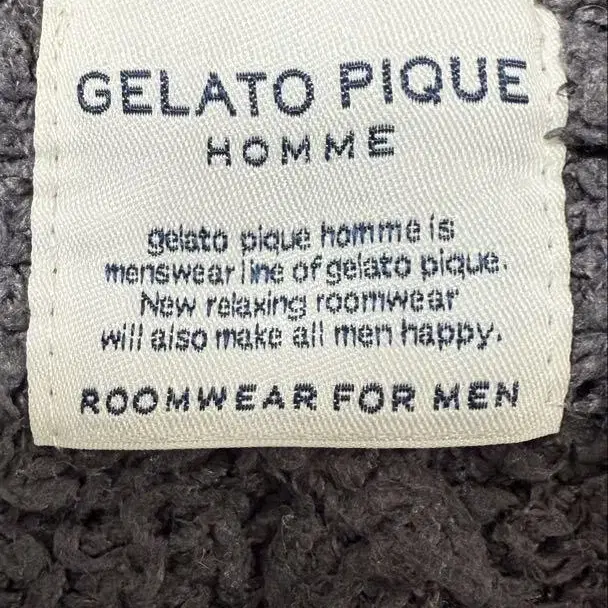 GELATO PIQUE
HOMME
gelato pique homme is
menswear line of gelato pique.
New relaxing roomwear
will also make all men happy.
ROOMWEAR FOR MEN